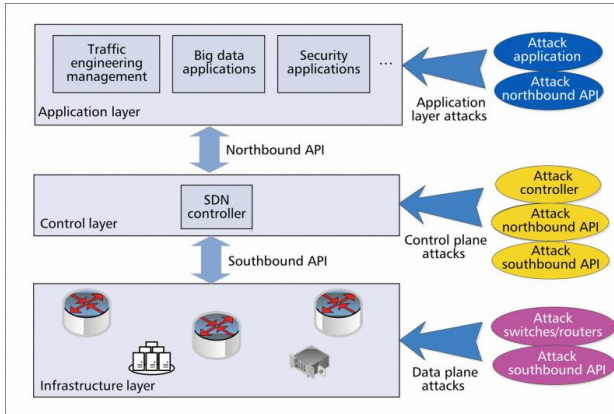 Traffic
engineering
management
Big data
applications
Security
applications
...
Application layer
Application
layer attacks
Attack
application
Attack
northbound API
Northbound API
SDN
controller
Control layer
Control plane
attacks
Attack
controller
Attack
northbound API
Attack
southbound API
Southbound API
Infrastructure layer
Data plane
attacks
Attack
switches/routers
Attack
southbound API